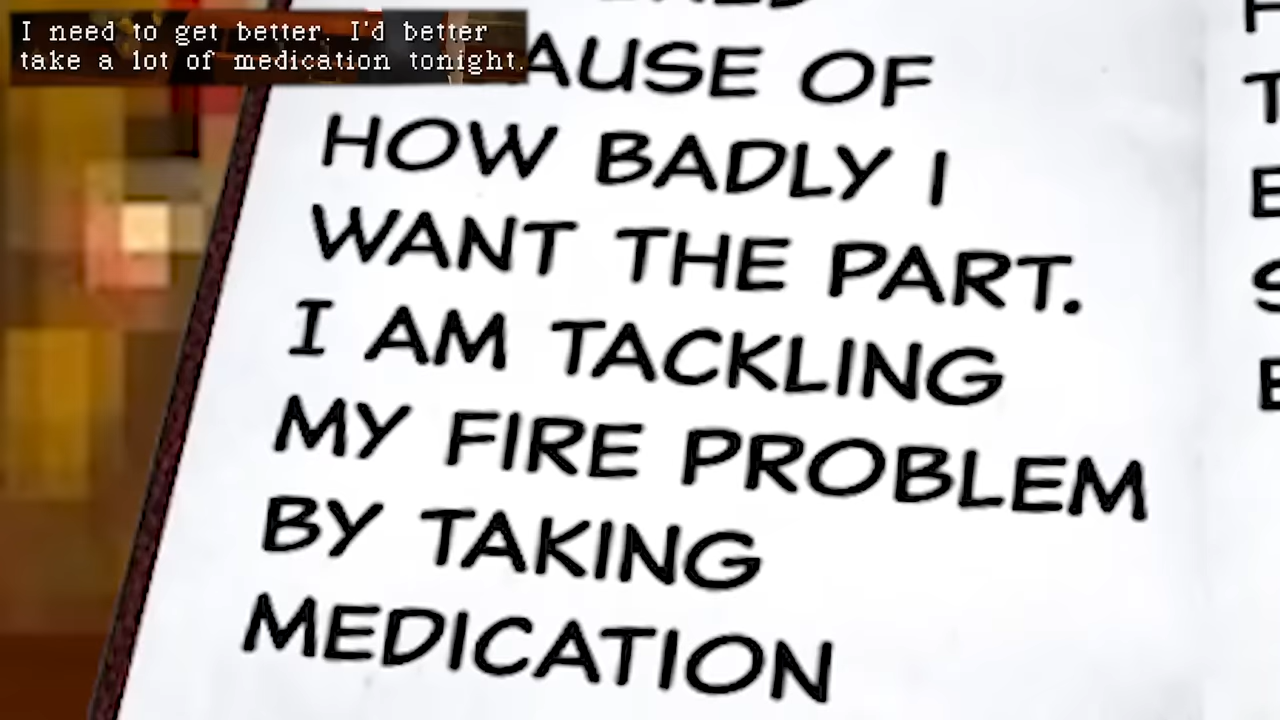 I need to get better. I'd better
take a lot of medication tonight.
OF
HOW BADLY I
WANT THE PART.
I AM TACKLING
MY FIRE PROBLEM
BY TAKING
MEDICATION